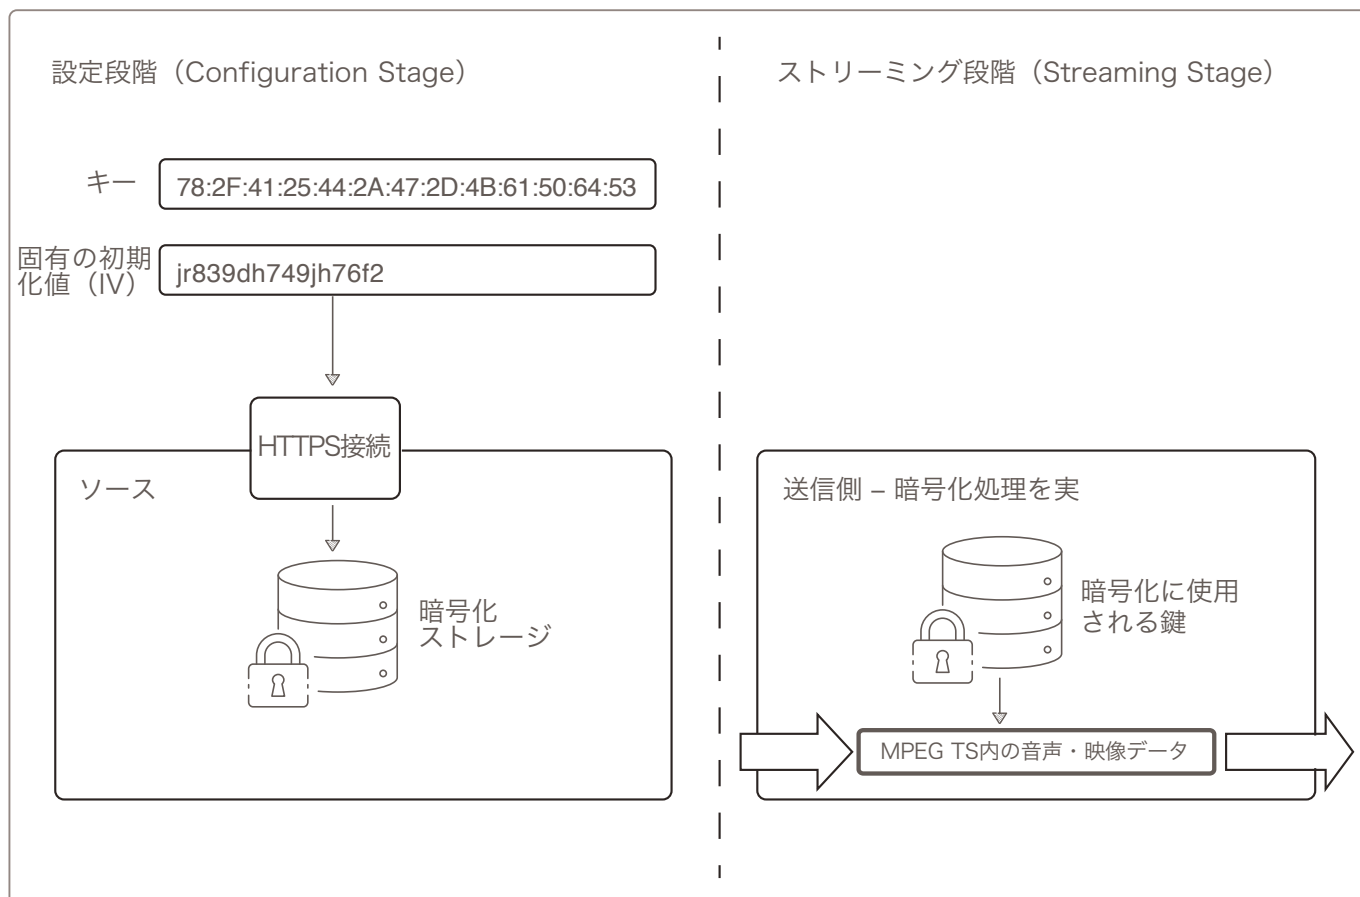 設定段階（Configuration Stage）
キー
78:2F:41:25:44:2A:47:2D:4B:61:50:64:53
固有の初期
化値（IV）
jr839dh749jh76f2
HTTPS接続
ソース
暗号化
ストレージ
ストリーミング段階（Streaming Stage）
送信側 – 暗号化処理を実
暗号化に使用
される鍵
MPEG TS内の音声・映像データ